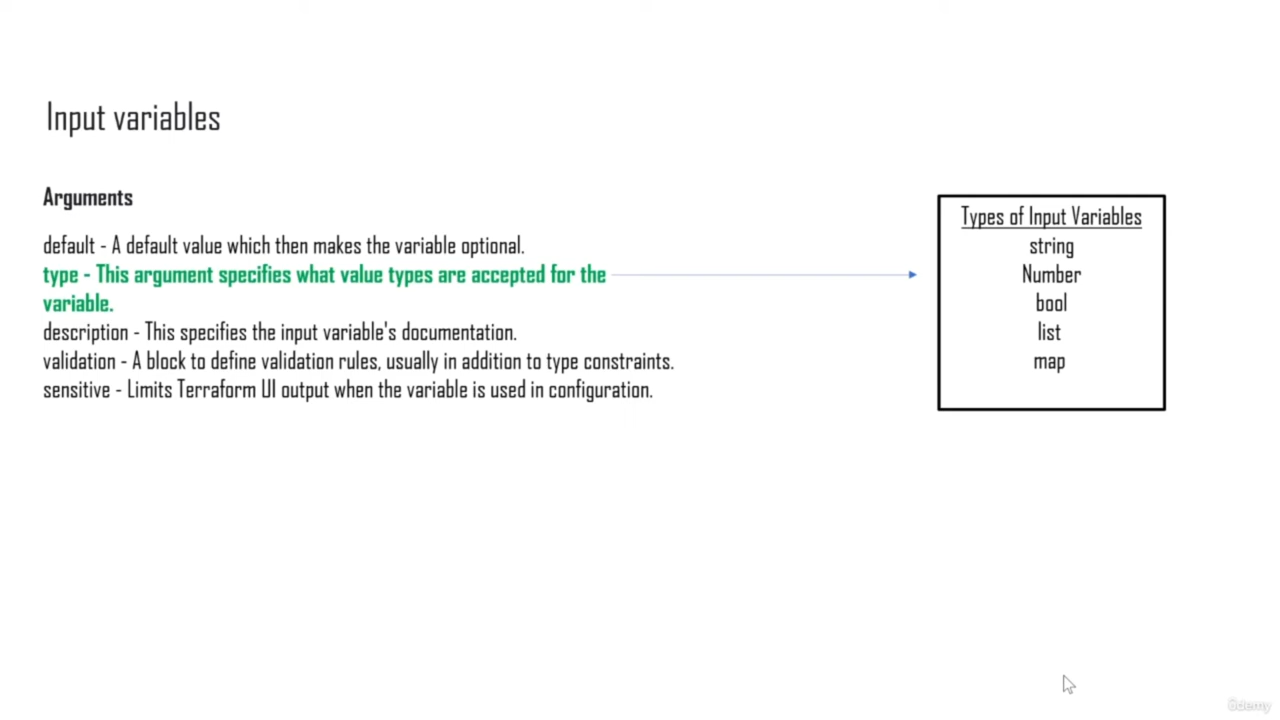 Input variables
Arguments
default - A default value which then makes the variable optional.
type - This argument specifies what value types are accepted for the
variable.
description - This specifies the input variable's documentation.
validation - A block to define validation rules, usually in addition to type constraints.
sensitive - Limits Terraform UI output when the variable is used in configuration.
Types of Input Variables
string
Number
bool
list
map
ûdemy